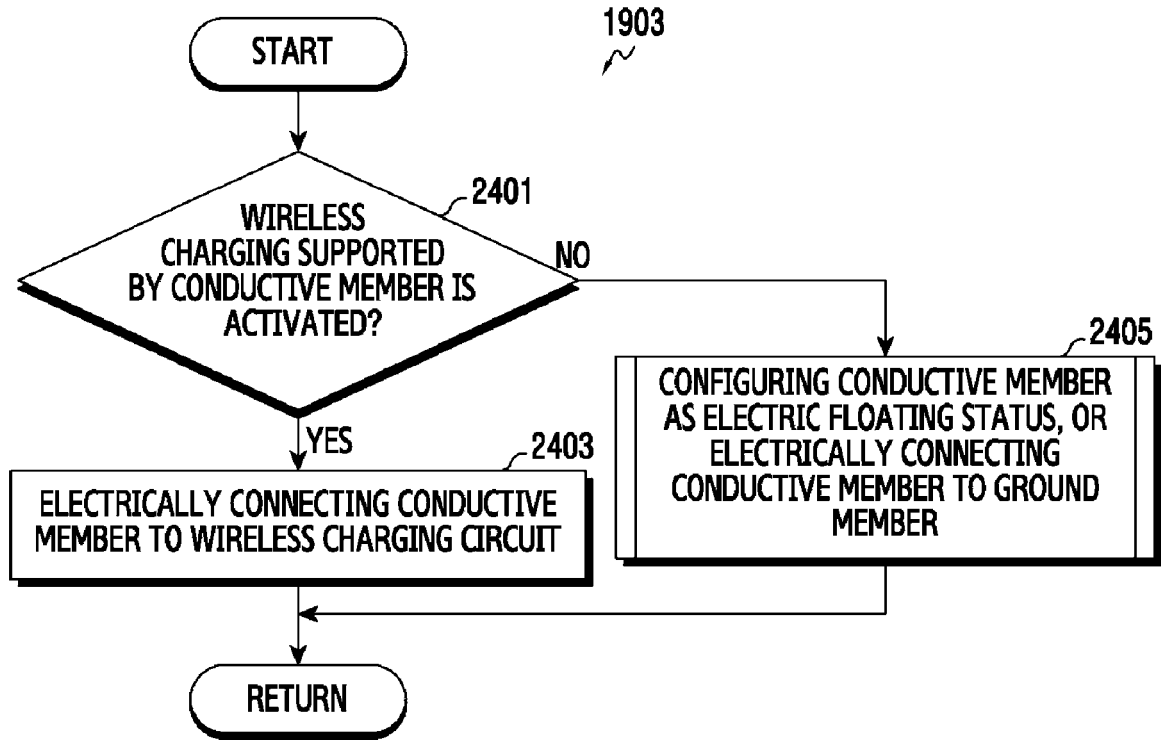 1903
START
2401
WIRELESS
CHARGING SUPPORTED
BY CONDUCTIVE MEMBER IS
ACTIVATED?
NO
YES
2403
ELECTRICALLY CONNECTING CONDUCTIVE
MEMBER TO WIRELESS CHARGING CIRCUIT
2405
CONFIGURING CONDUCTIVE MEMBER
AS ELECTRIC FLOATING STATUS, OR
ELECTRICALLY CONNECTING
CONDUCTIVE MEMBER TO GROUND
MEMBER
RETURN